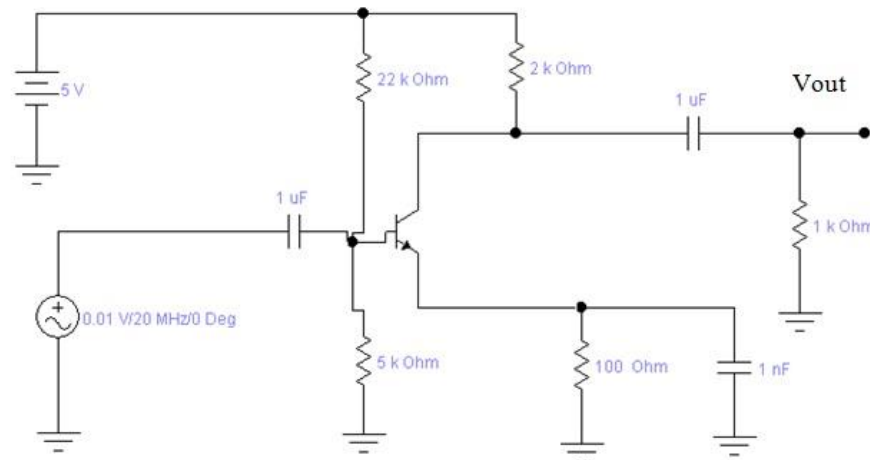 5 V
22 k Ohm
2 k Ohm
1 uF
Vout
1 uF
1 k Ohm
0.01 V/20 MHz/0 Deg
5 k Ohm
100 Ohm
1 nF